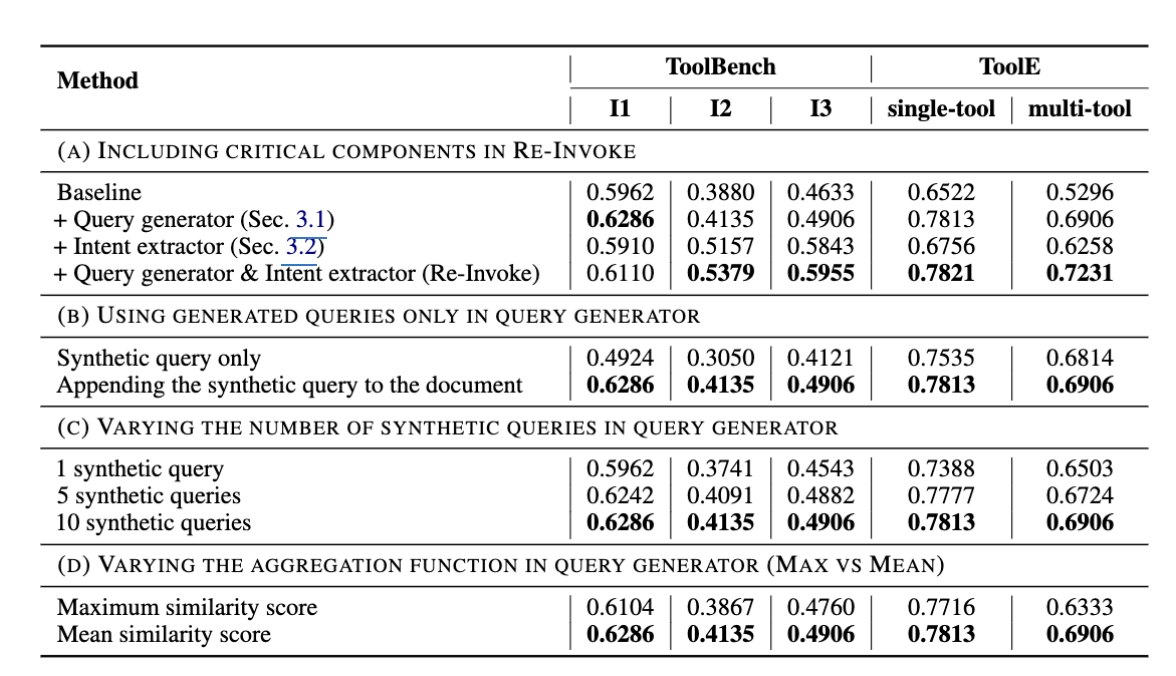 Method ToolBench ToolE
I1 I2 I3 single-tool multi-tool
(A) INCLUDING CRITICAL COMPONENTS IN RE-INVOKE
Baseline 0.5962 0.3880 0.4633 0.6522 0.5296
+ Query generator (Sec. 3.1) 0.6286 0.4135 0.4906 0.7813 0.6906
+ Intent extractor (Sec. 3.2) 0.5910 0.5157 0.5843 0.6756 0.6258
+ Query generator & Intent extractor (Re-Invoke) 0.6110 0.5379 0.5955 0.7821 0.7231
(B) USING GENERATED QUERIES ONLY IN QUERY GENERATOR
Synthetic query only 0.4924 0.3050 0.4121 0.7535 0.6814
Appending the synthetic query to the document 0.6286 0.4135 0.4906 0.7813 0.6906
(C) VARYING THE NUMBER OF SYNTHETIC QUERIES IN QUERY GENERATOR
1 synthetic query 0.5962 0.3741 0.4543 0.7388 0.6503
5 synthetic queries 0.6242 0.4091 0.4882 0.7777 0.6724
10 synthetic queries 0.6286 0.4135 0.4906 0.7813 0.6906
(D) VARYING THE AGGREGATION FUNCTION IN QUERY GENERATOR (MAX VS MEAN)
Maximum similarity score 0.6104 0.3867 0.4760 0.7716 0.6333
Mean similarity score 0.6286 0.4135 0.4906 0.7813 0.6906